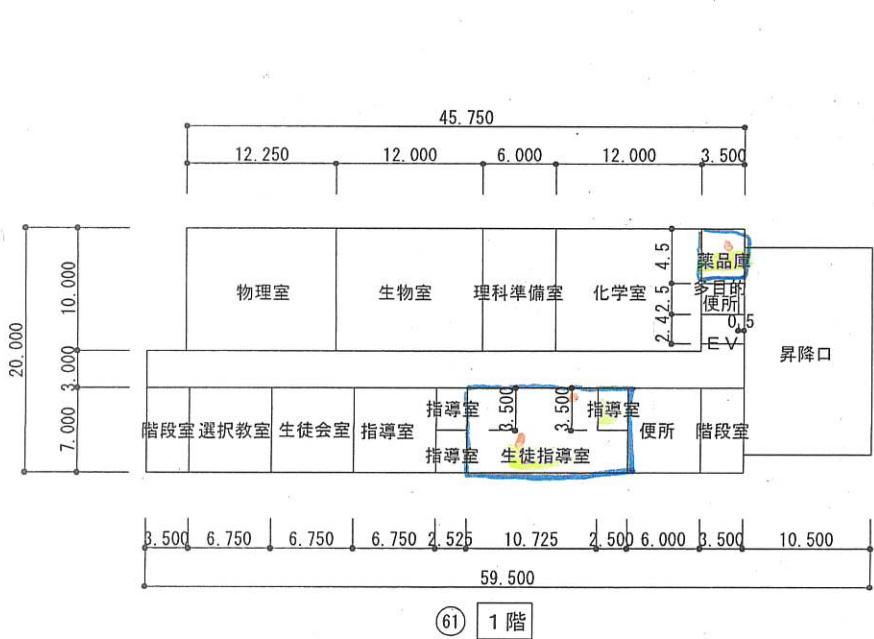 45.750
12.250 12.000 6.000 12.000 3.500
4.5
薬品庫
10.000
物理室 生物室 理科準備室 化学室
2.5
多目的
便所
0.5
2.4
EV
昇降口
20.000
3.000
7.000
指導室 3.500 3.500 指導室
階段室 選択教室 生徒会室 指導室 便所 階段室
指導室 生徒指導室
3.500 6.750 6.750 6.750 2.525 10.725 2.500 6.000 3.500 10.500
59.500
61 1階